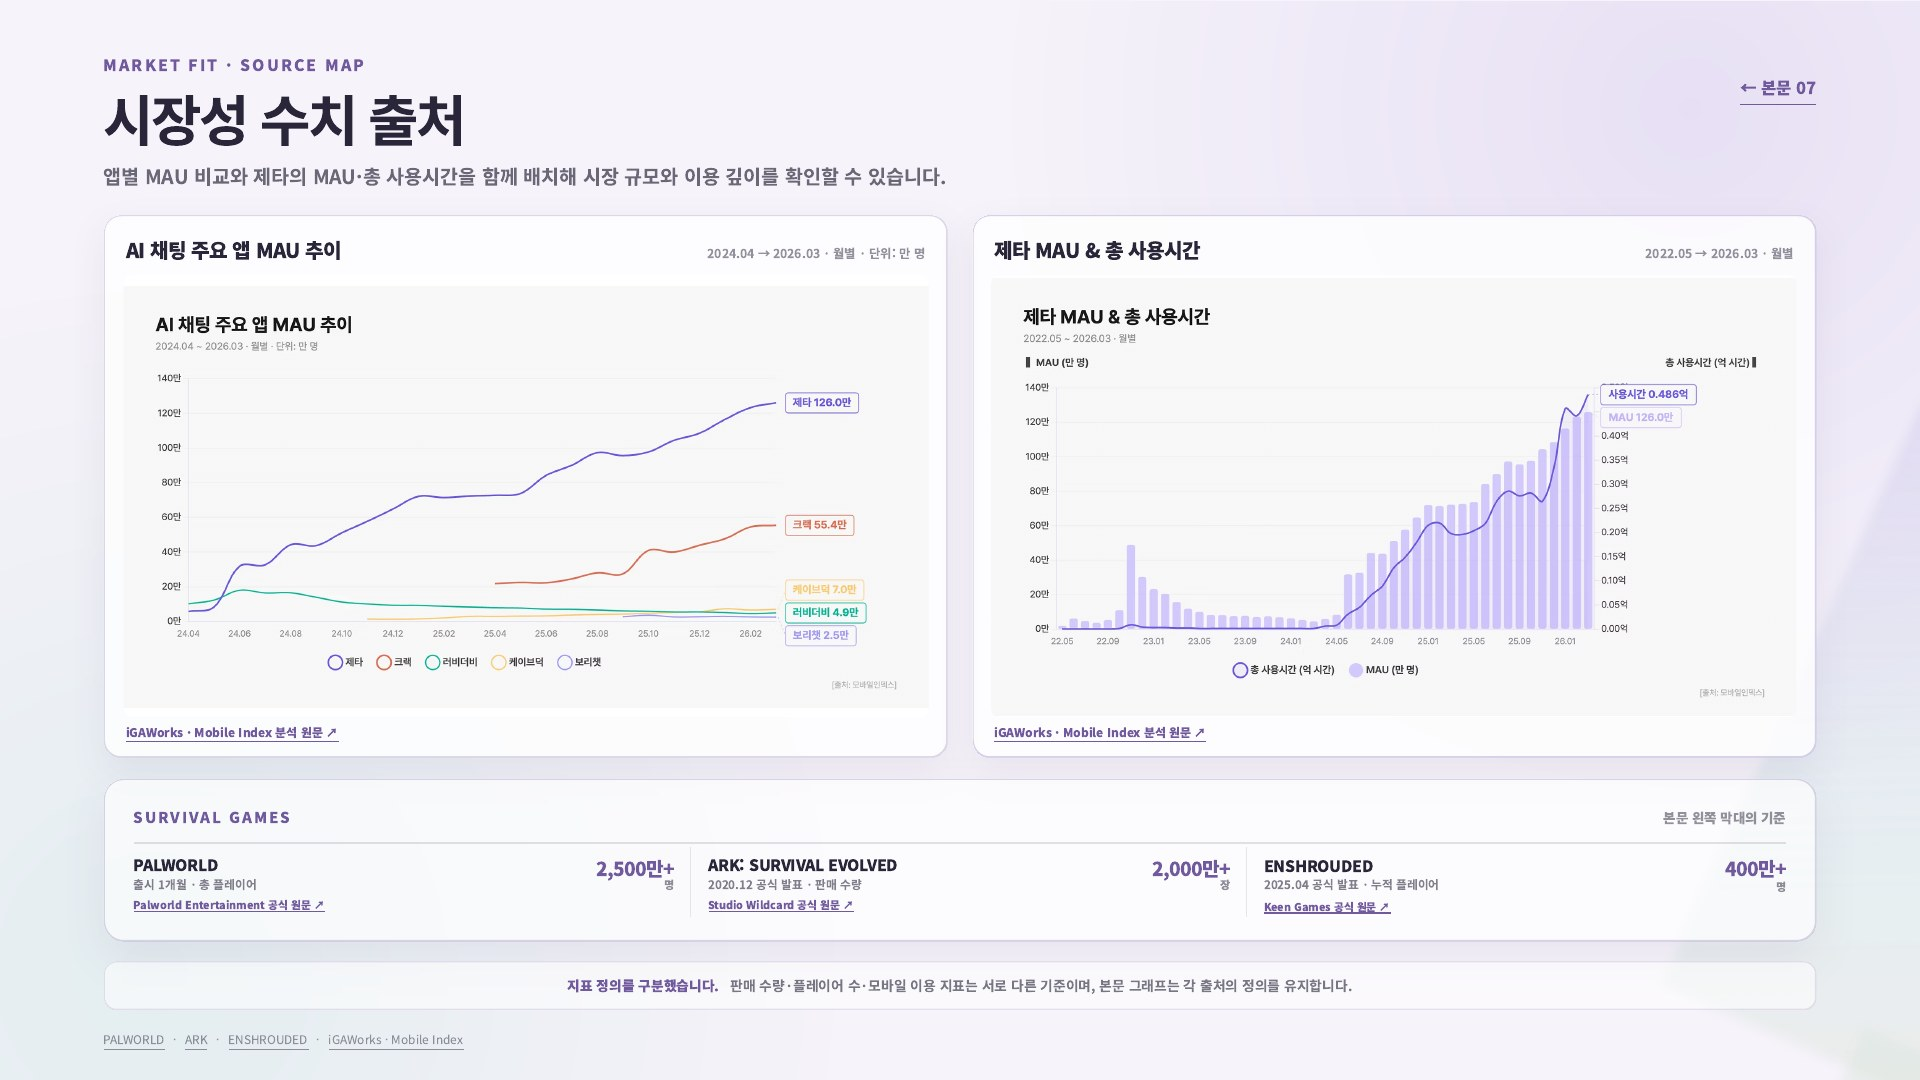 MARKET FIT · SOURCE MAP
시장성 수치 출처
← 본문 07
앱별 MAU 비교와 제타의 MAU·총 사용시간을 함께 배치해 시장 규모와 이용 깊이를 확인할 수 있습니다.
AI 채팅 주요 앱 MAU 추이
2024.04 → 2026.03 · 월별 · 단위: 만 명
AI 채팅 주요 앱 MAU 추이
2024.04 ~ 2026.03 · 월별 · 단위: 만 명
140만
120만
100만
80만
60만
40만
20만
0만
24.04 24.06 24.08 24.10 24.12 25.02 25.04 25.06 25.08 25.10 25.12 26.02
제타 126.0만
크랙 55.4만
케이브덕 7.0만
러비더비 4.9만
보리챗 2.5만
제타 크랙 러비더비 케이브덕 보리챗
[출처: 모바일인덱스]
iGAWorks · Mobile Index 분석 원문 ↗
제타 MAU & 총 사용시간
2022.05 → 2026.03 · 월별
제타 MAU & 총 사용시간
2022.05 ~ 2026.03 · 월별
MAU (만 명)
총 사용시간 (억 시간)
140만
120만
100만
80만
60만
40만
20만
0만
사용시간 0.486억
MAU 126.0만
0.40억
0.35억
0.30억
0.25억
0.20억
0.15억
0.10억
0.05억
0.00억
22.05 22.09 23.01 23.05 23.09 24.01 24.05 24.09 25.01 25.05 25.09 26.01
총 사용시간 (억 시간) MAU (만 명)
[출처: 모바일인덱스]
iGAWorks · Mobile Index 분석 원문 ↗
SURVIVAL GAMES
본문 왼쪽 막대의 기준
PALWORLD
출시 1개월 · 총 플레이어
Palworld Entertainment 공식 원문 ↗
2,500만+
명
ARK: SURVIVAL EVOLVED
2020.12 공식 발표 · 판매 수량
Studio Wildcard 공식 원문 ↗
2,000만+
장
ENSHROUDED
2025.04 공식 발표 · 누적 플레이어
Keen Games 공식 원문 ↗
400만+
명
지표 정의를 구분했습니다. 판매 수량·플레이어 수·모바일 이용 지표는 서로 다른 기준이며, 본문 그래프는 각 출처의 정의를 유지합니다.
PALWORLD · ARK · ENSHROUDED · iGAWorks · Mobile Index